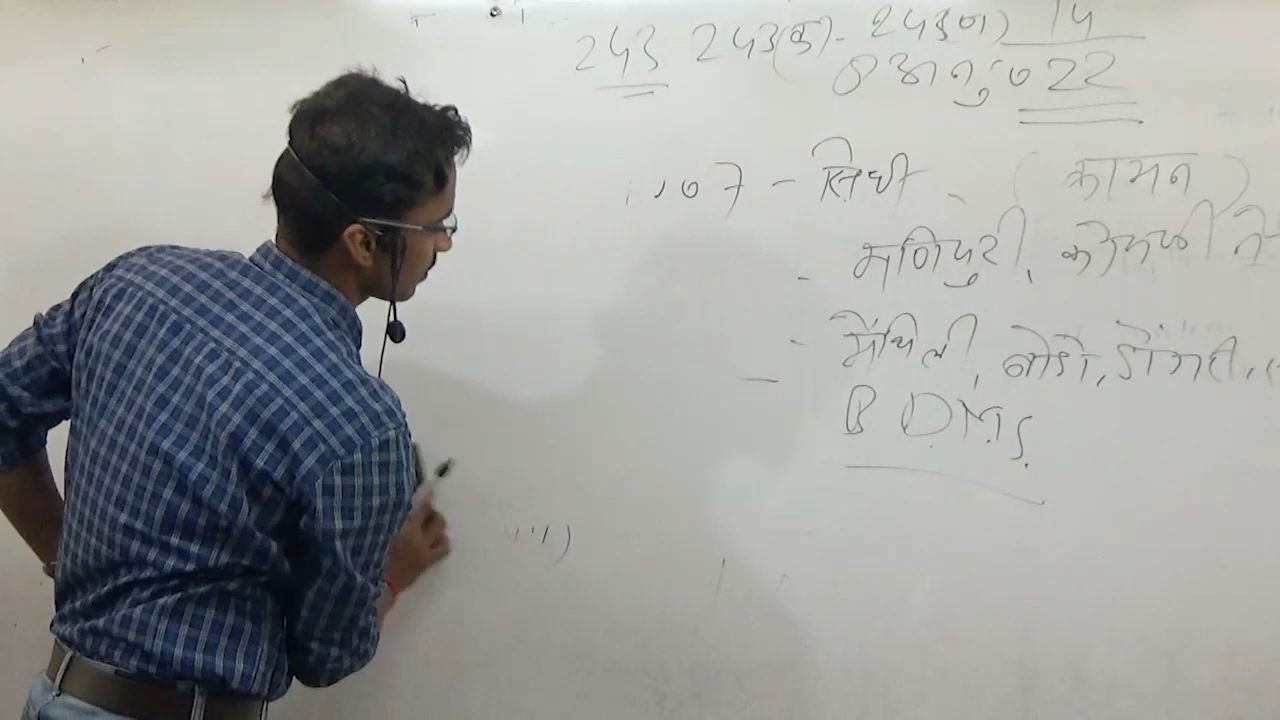 243 243(क)- 243(ण) 14
8 अनु० 22
1967 - सिंधी (कामन
मणिपुरी, कोंकणी ने
- मैथिली, बोडो, डोंगरी,
B D M S